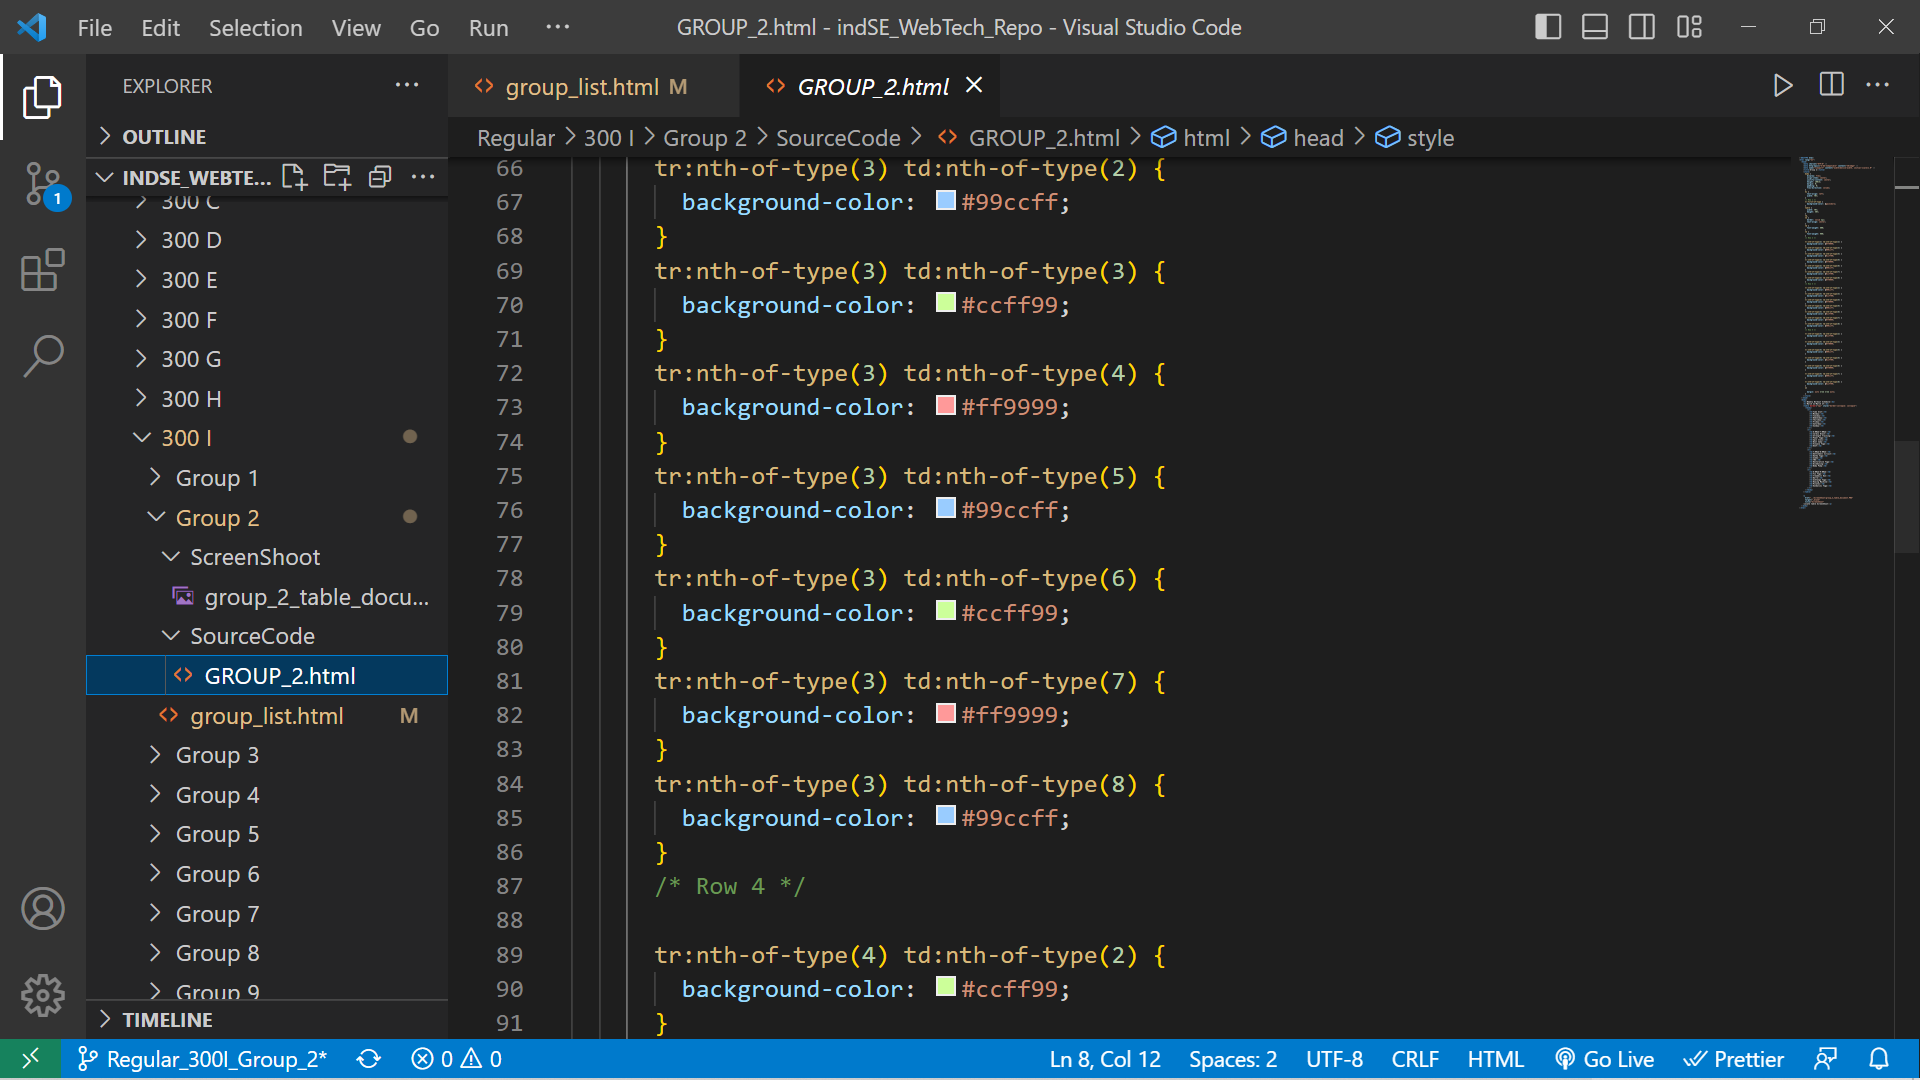 File Edit Selection View Go Run ··· GROUP_2.html - indSE_WebTech_Repo - Visual Studio Code
EXPLORER ···
OUTLINE
INDSE_WEBTE... ···
300 C
300 D
300 E
300 F
300 G
300 H
300 I
Group 1
Group 2
ScreenShoot
group_2_table_docu...
SourceCode
GROUP_2.html
group_list.html M
Group 3
Group 4
Group 5
Group 6
Group 7
Group 8
Group 9
TIMELINE
1
group_list.html M GROUP_2.html ···
Regular > 300 I > Group 2 > SourceCode > GROUP_2.html > html > head > style
66 tr:nth-of-type(3) td:nth-of-type(2) {
67 background-color: #99ccff;
68 }
69 tr:nth-of-type(3) td:nth-of-type(3) {
70 background-color: #ccff99;
71 }
72 tr:nth-of-type(3) td:nth-of-type(4) {
73 background-color: #ff9999;
74 }
75 tr:nth-of-type(3) td:nth-of-type(5) {
76 background-color: #99ccff;
77 }
78 tr:nth-of-type(3) td:nth-of-type(6) {
79 background-color: #ccff99;
80 }
81 tr:nth-of-type(3) td:nth-of-type(7) {
82 background-color: #ff9999;
83 }
84 tr:nth-of-type(3) td:nth-of-type(8) {
85 background-color: #99ccff;
86 }
87 /* Row 4 */
88
89 tr:nth-of-type(4) td:nth-of-type(2) {
90 background-color: #ccff99;
91 }
Regular_300I_Group_2* 0 0 Ln 8, Col 12 Spaces: 2 UTF-8 CRLF HTML Go Live Prettier